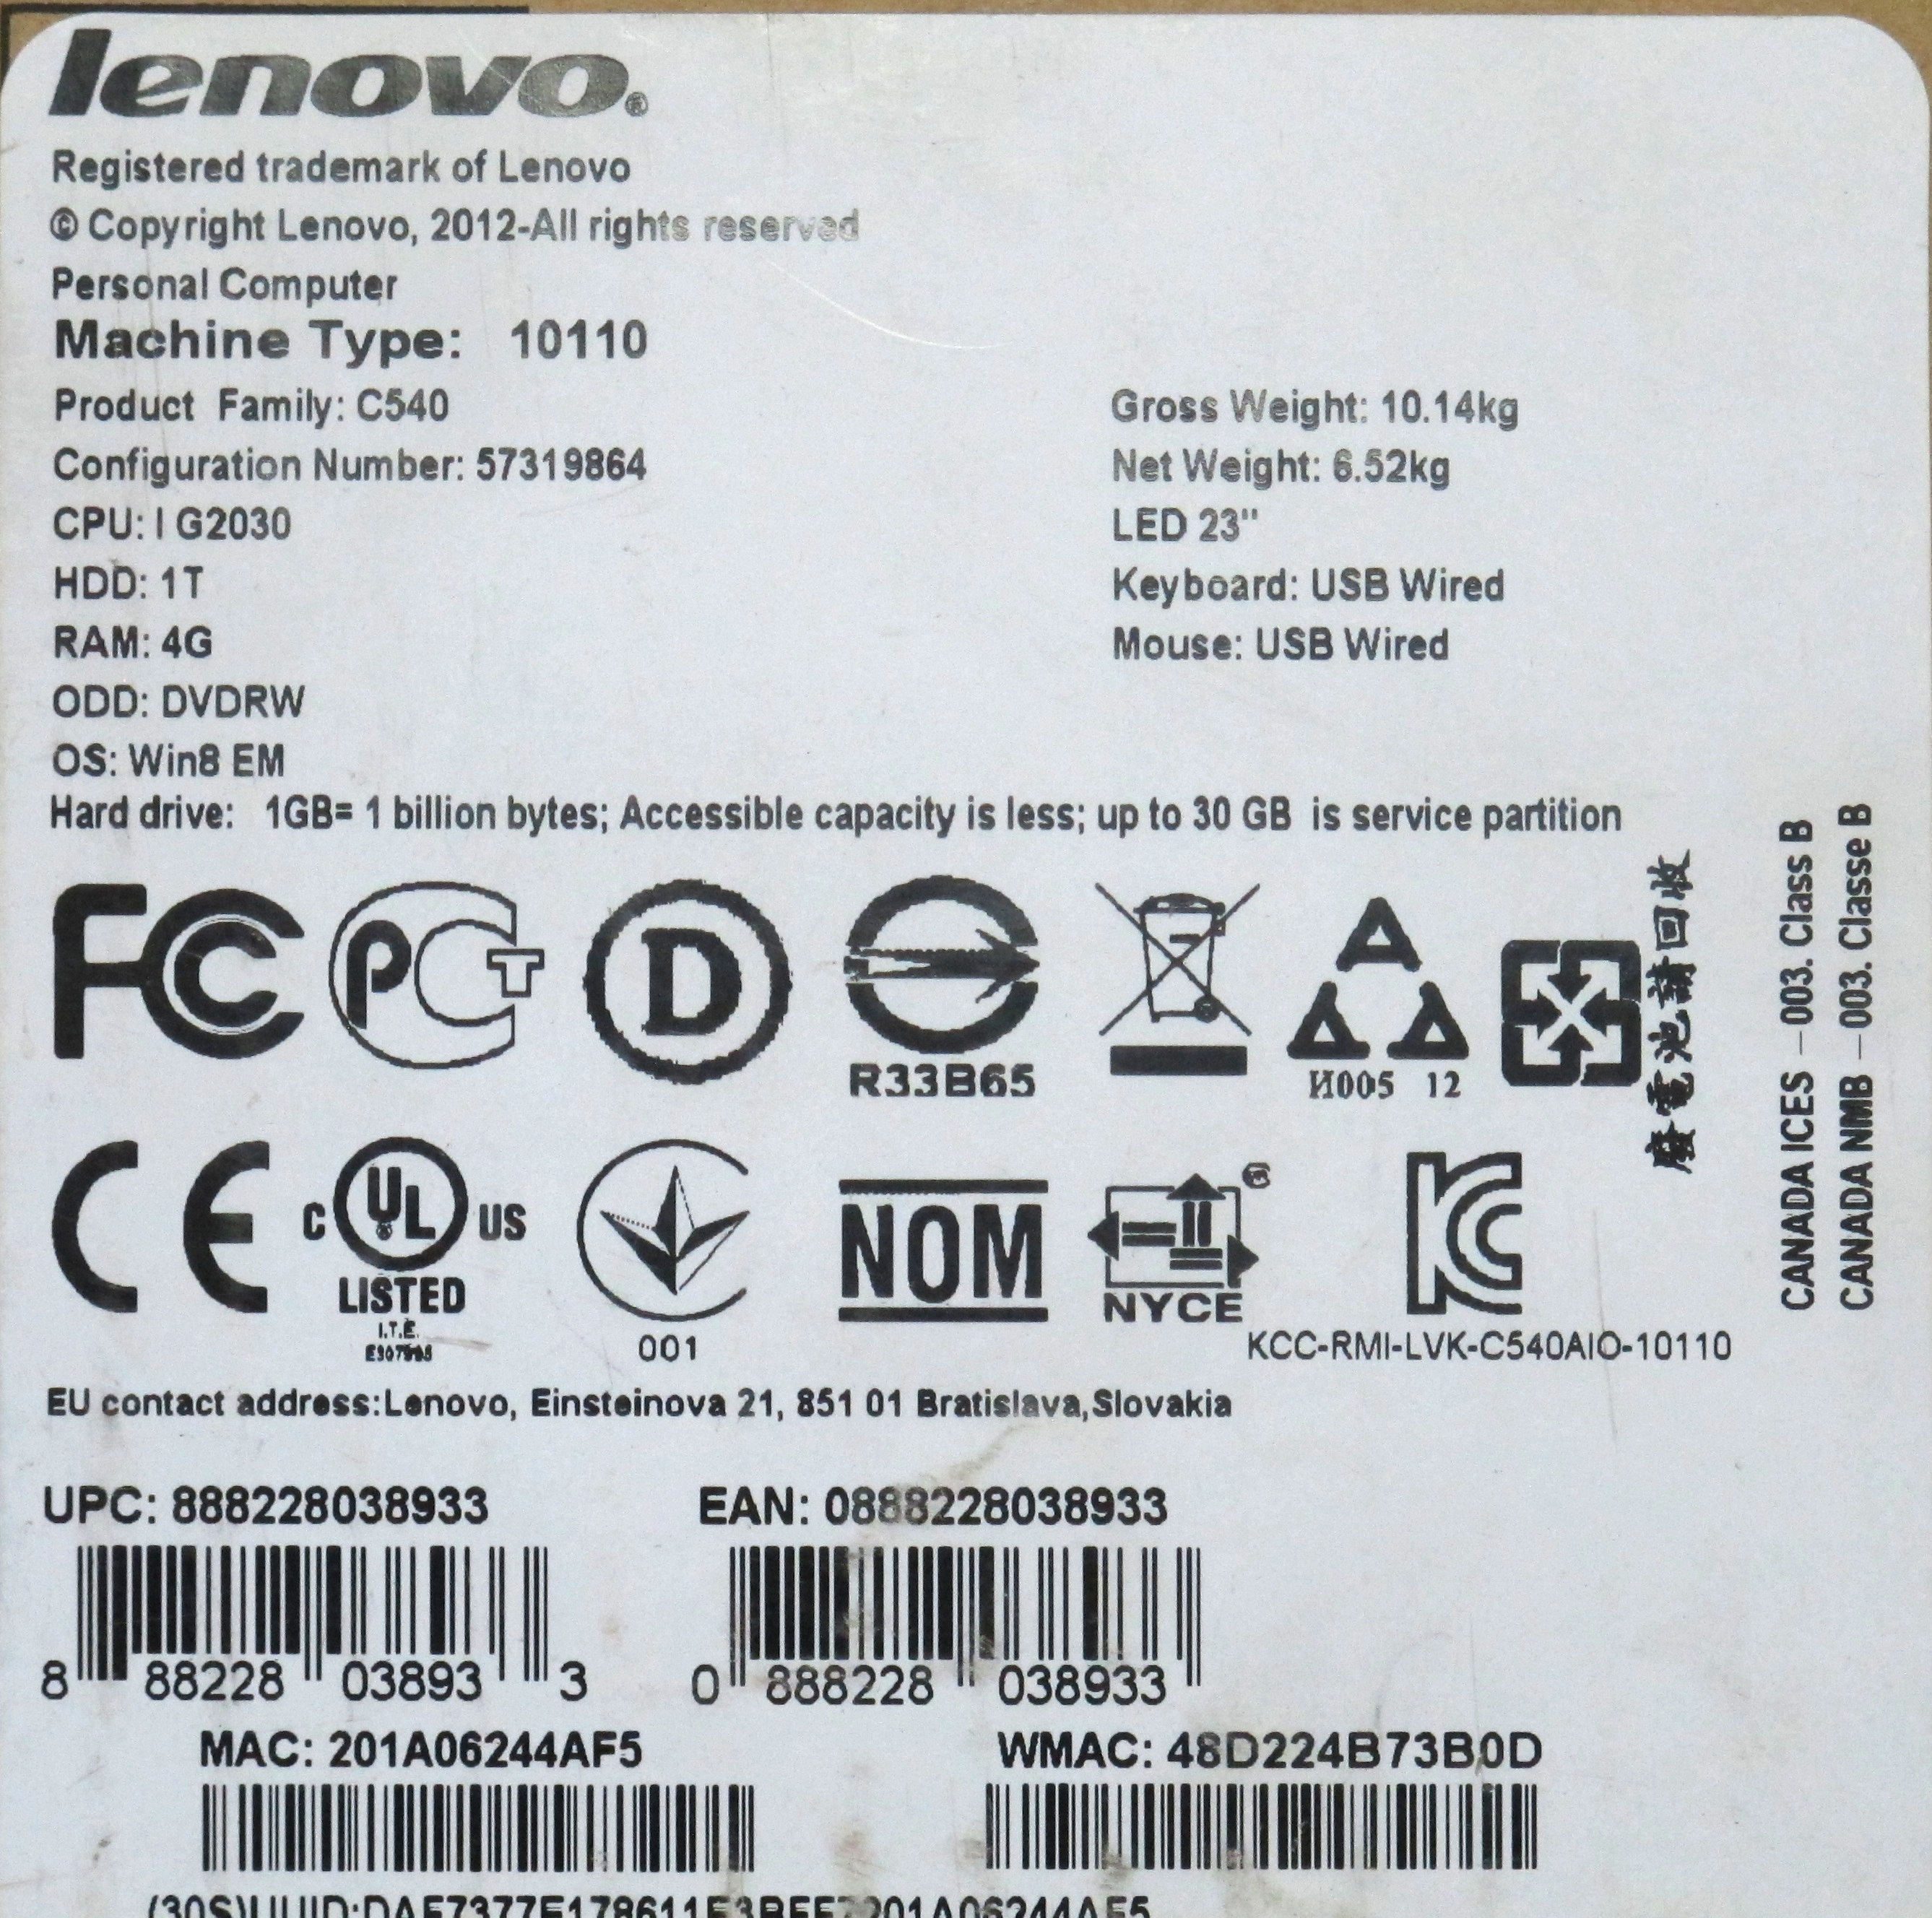 lenovo®
Registered trademark of Lenovo
© Copyright Lenovo, 2012-All rights reserved
Personal Computer
Machine Type: 10110
Product Family: C540
Configuration Number: 57319864
CPU: I G2030
HDD: 1T
RAM: 4G
ODD: DVDRW
OS: Win8 EM
Gross Weight: 10.14kg
Net Weight: 6.52kg
LED 23"
Keyboard: USB Wired
Mouse: USB Wired
Hard drive: 1GB= 1 billion bytes; Accessible capacity is less; up to 30 GB is service partition
FC PCT D
R33B65
И005 12
廢電池請回收
CANADA ICES –003. Class B
CANADA NMB –003. Classe B
CE
C UL US
LISTED
I.T.E.
001
NOM
NYCE
KC
KCC-RMI-LVK-C540AIO-10110
EU contact address:Lenovo, Einsteinova 21, 851 01 Bratislava,Slovakia
UPC: 888228038933
EAN: 0888228038933
8 88228 03893 3
0 888228 038933
MAC: 201A06244AF5
WMAC: 48D224B73B0D